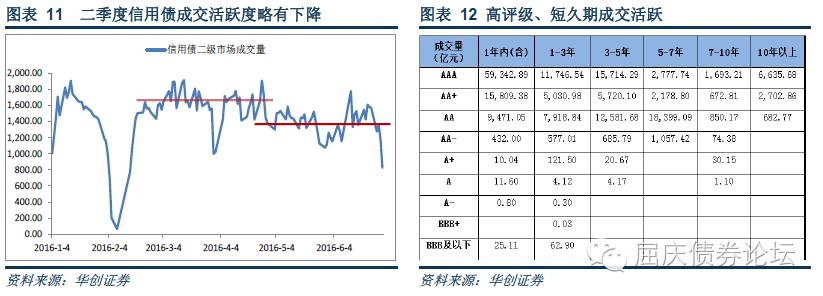 图表 11 二季度信用债成交活跃度略有下降
信用债二级市场成交量
2,000.00
1,800.00
1,600.00
1,400.00
1,200.00
1,000.00
800.00
600.00
400.00
200.00
0.00
2016-1-4 2016-2-4 2016-3-4 2016-4-4 2016-5-4 2016-6-4
资料来源：华创证券
图表 12 高评级、短久期成交活跃
成交量（亿元） 1年内(含) 1-3年 3-5年 5-7年 7-10年 10年以上
AAA 59,342.89 11,746.54 15,714.29 2,777.74 1,693.21 6,635.68
AA+ 15,809.38 5,030.98 5,720.10 2,178.80 672.81 2,702.86
AA 9,471.05 7,918.84 12,581.68 18,399.09 850.17 682.77
AA- 432.00 577.01 685.79 1,057.42 74.38
A+ 10.04 121.50 20.67 30.15
A 11.60 4.12 4.17 1.10
A- 0.80 0.30
BBB+ 0.03
BBB及以下 25.11 62.90
屈庆债券论坛
资料来源：华创证券